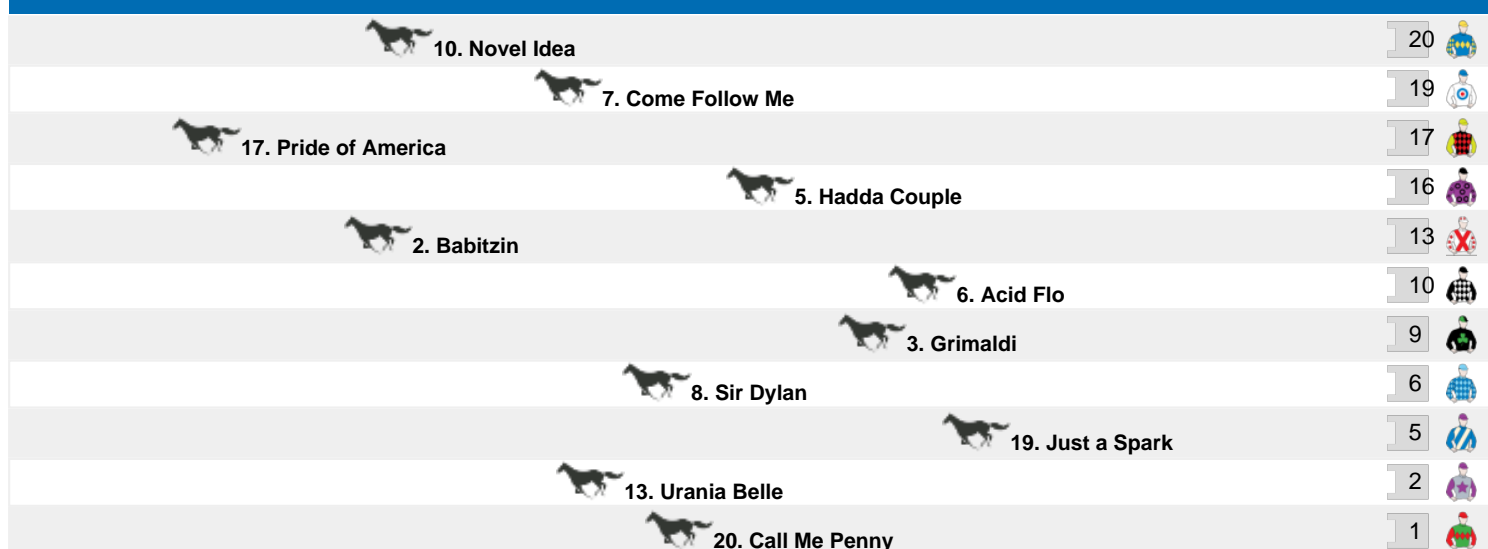 10. Novel Idea 20
7. Come Follow Me 19
17. Pride of America 17
5. Hadda Couple 16
2. Babitzin 13
6. Acid Flo 10
3. Grimaldi 9
8. Sir Dylan 6
19. Just a Spark 5
13. Urania Belle 2
20. Call Me Penny 1